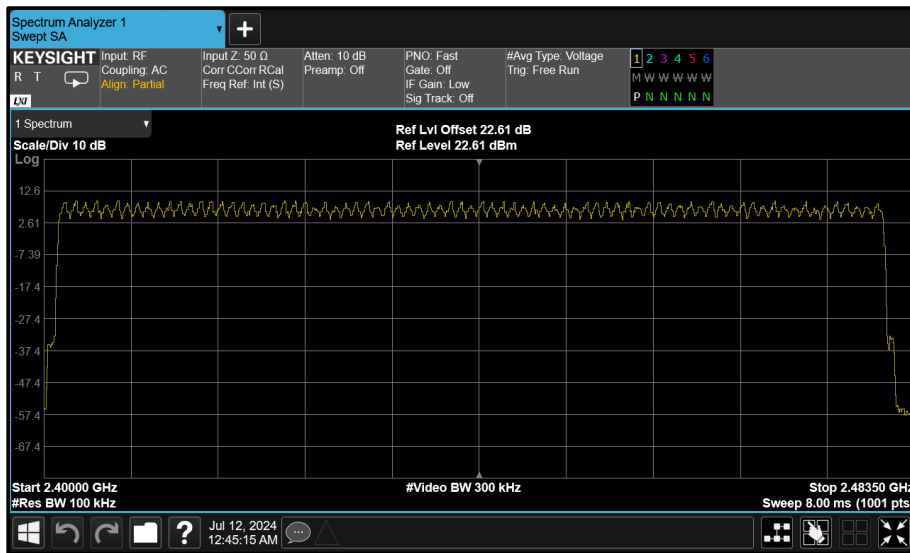 Spectrum Analyzer 1
Swept SA
KEYSIGHT
R T
LXI
Input: RF
Coupling: AC
Align: Partial
Input Z: 50 Ω
Corr CCorr RCal
Freq Ref: Int (S)
Atten: 10 dB
Preamp: Off
PNO: Fast
Gate: Off
IF Gain: Low
Sig Track: Off
#Avg Type: Voltage
Trig: Free Run
1 2 3 4 5 6
M W W W W W
P N N N N N
1 Spectrum
Scale/Div 10 dB
Ref Lvl Offset 22.61 dB
Ref Level 22.61 dBm
Log
12.6
2.61
-7.39
-17.4
-27.4
-37.4
-47.4
-57.4
-67.4
Start 2.40000 GHz
#Video BW 300 kHz
Stop 2.48350 GHz
#Res BW 100 kHz
Sweep 8.00 ms (1001 pts
?
Jul 12, 2024
12:45:15 AM